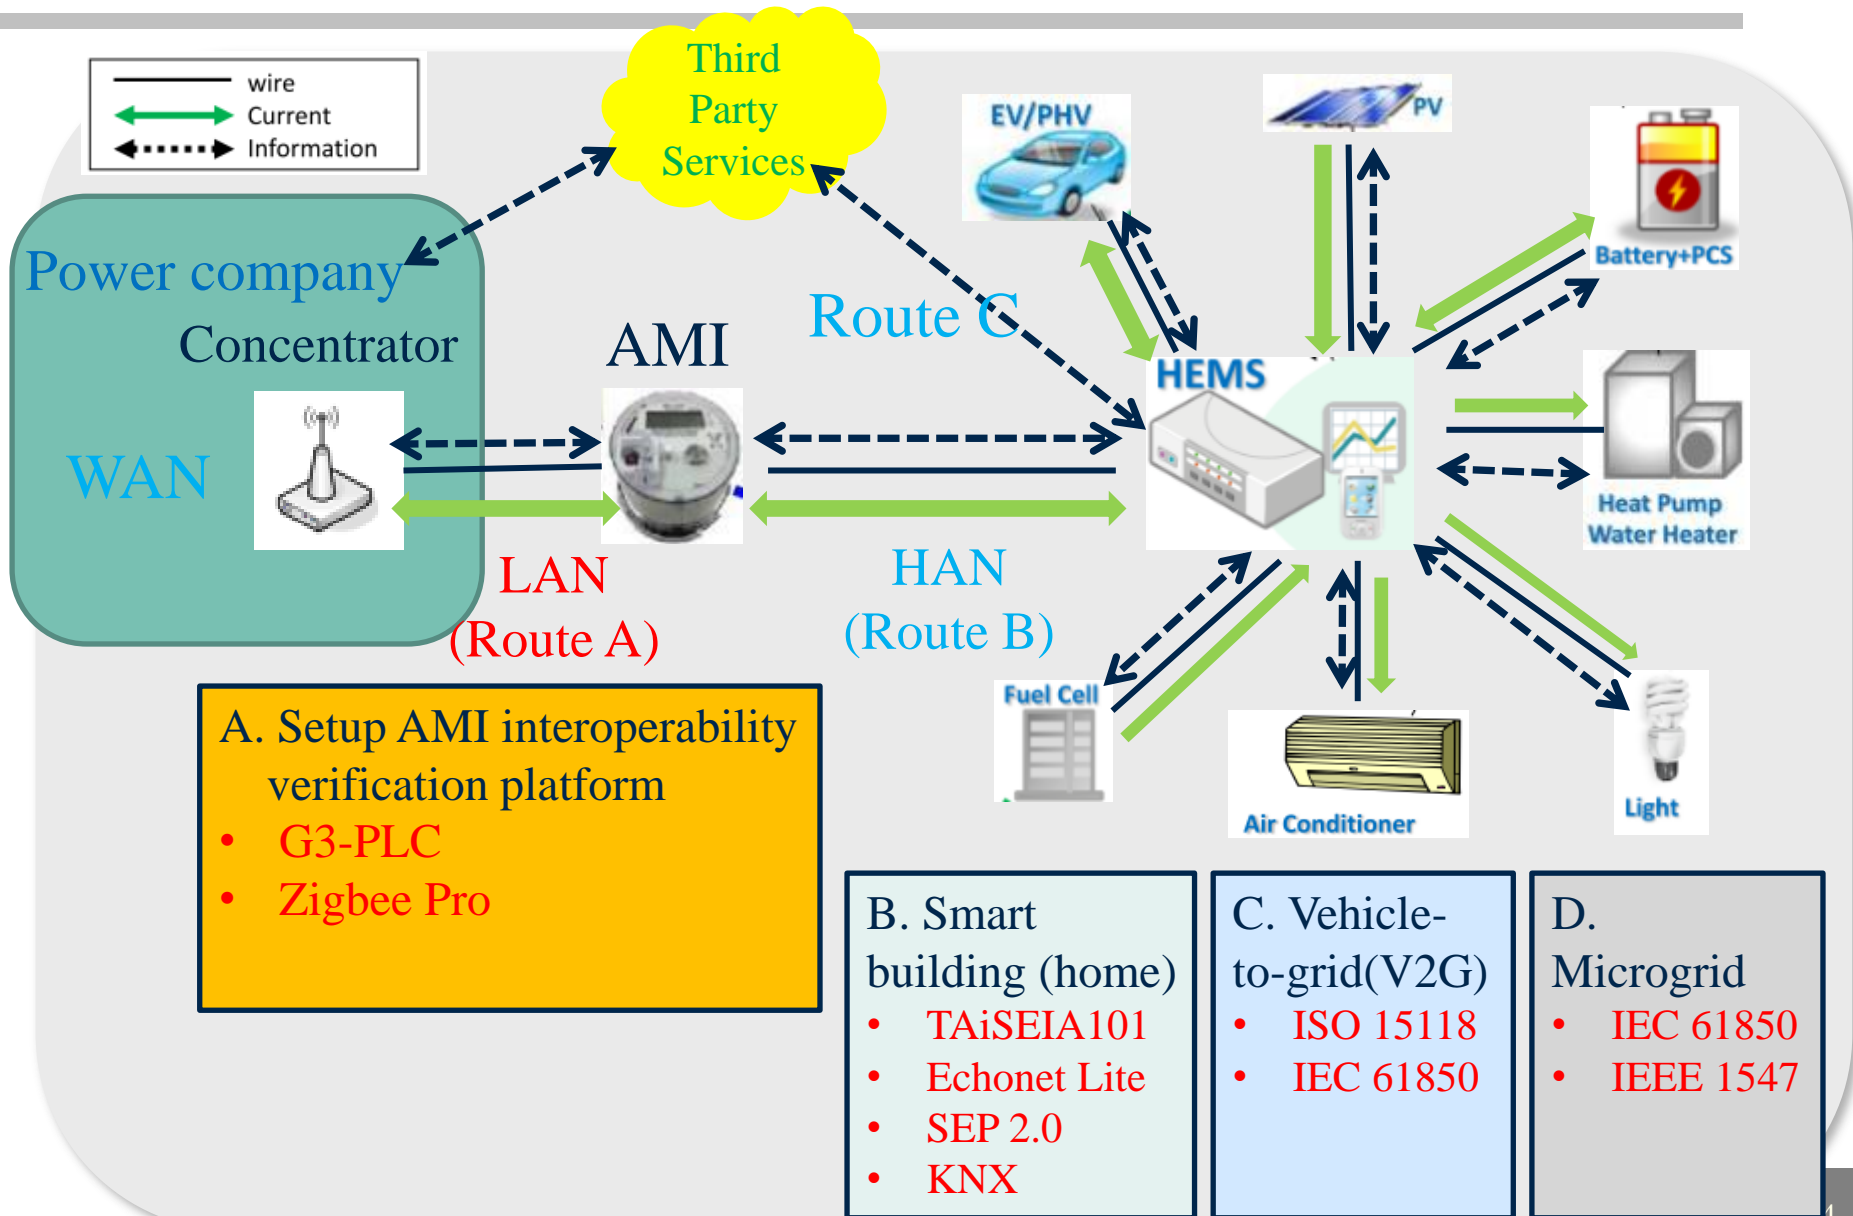 wire
Current
Information
Third
Party
Services
EV/PHV
PV
Battery+PCS
Power company
Concentrator
WAN
AMI
Route C
HEMS
Heat Pump
Water Heater
LAN
(Route A)
HAN
(Route B)
Fuel Cell
Air Conditioner
Light
A. Setup AMI interoperability
verification platform
• G3-PLC
• Zigbee Pro
B. Smart
building (home)
• TAiSEIA101
• Echonet Lite
• SEP 2.0
• KNX
C. Vehicle-
to-grid(V2G)
• ISO 15118
• IEC 61850
D.
Microgrid
• IEC 61850
• IEEE 1547